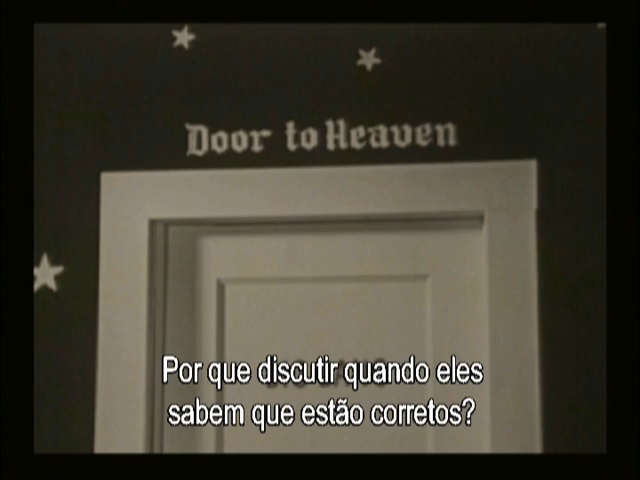 Door to Heaven
Por que discutir quando eles
sabem que estão corretos?